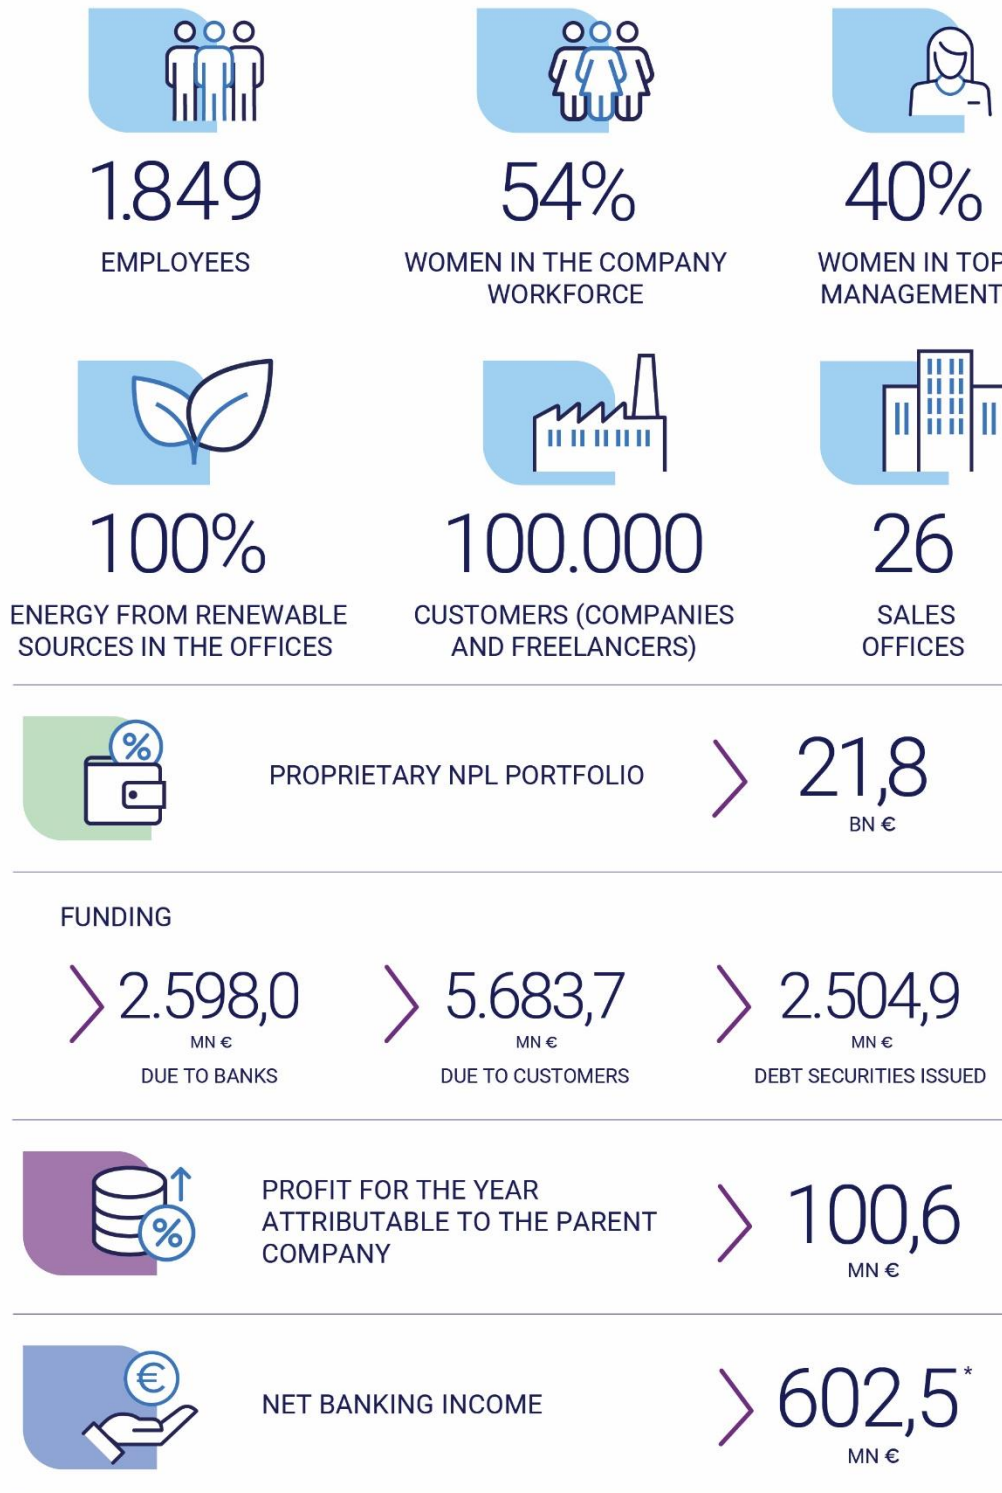 1.849
EMPLOYEES
54%
WOMEN IN THE COMPANY
WORKFORCE
40%
WOMEN IN TOP
MANAGEMENT
100%
ENERGY FROM RENEWABLE
SOURCES IN THE OFFICES
100.000
CUSTOMERS (COMPANIES
AND FREELANCERS)
26
SALES
OFFICES
%
PROPRIETARY NPL PORTFOLIO
21,8
BN €
FUNDING
2.598,0
MN €
DUE TO BANKS
5.683,7
MN €
DUE TO CUSTOMERS
2.504,9
MN €
DEBT SECURITIES ISSUED
%
PROFIT FOR THE YEAR
ATTRIBUTABLE TO THE PARENT
COMPANY
100,6
MN €
€
NET BANKING INCOME
602,5*
MN €